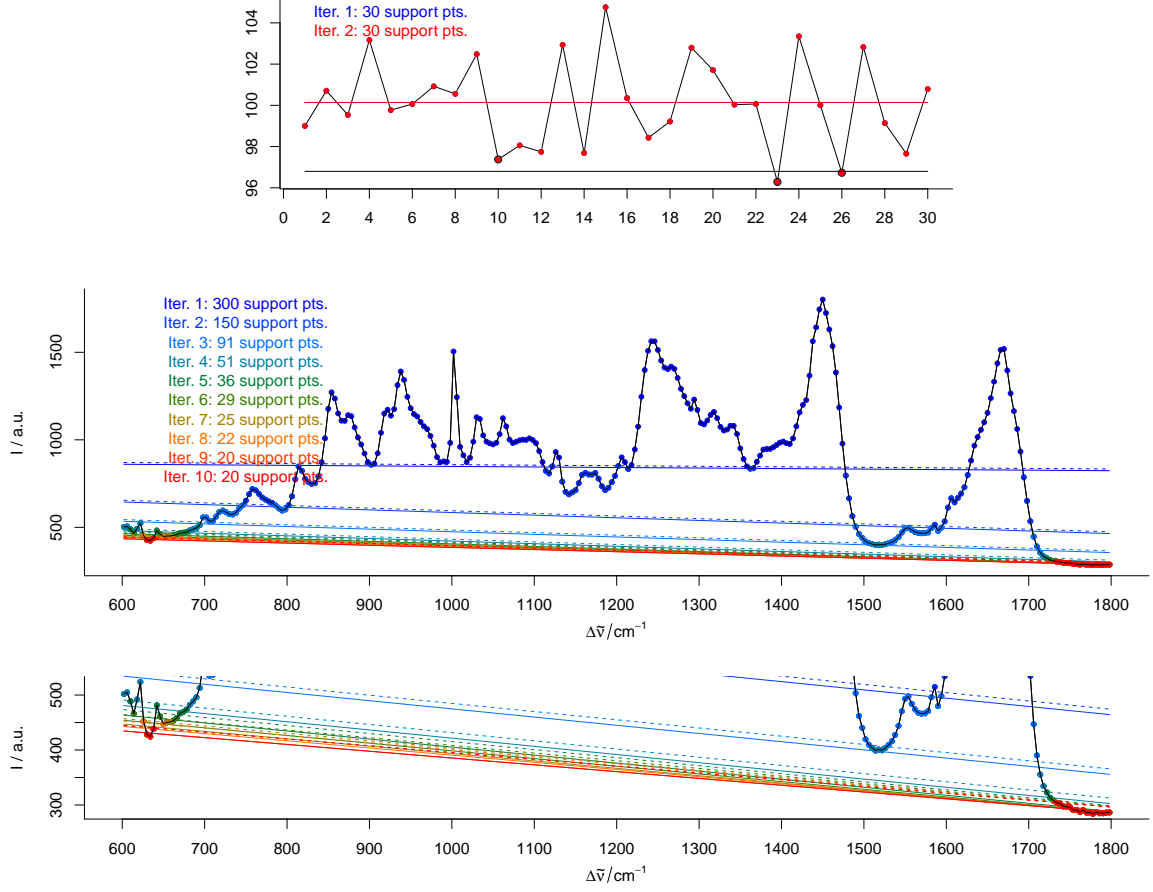 Iter. 1: 30 support pts.
Iter. 2: 30 support pts.
104
102
100
98
96
0 2 4 6 8 10 12 14 16 18 20 22 24 26 28 30
Iter. 1: 300 support pts.
Iter. 2: 150 support pts.
Iter. 3: 91 support pts.
Iter. 4: 51 support pts.
Iter. 5: 36 support pts.
Iter. 6: 29 support pts.
Iter. 7: 25 support pts.
Iter. 8: 22 support pts.
Iter. 9: 20 support pts.
Iter. 10: 20 support pts.
I / a.u.
1500
1000
500
600 700 800 900 1000 1100 1200 1300 1400 1500 1600 1700 1800
Δν̃/cm⁻¹
I / a.u.
500
400
300
600 700 800 900 1000 1100 1200 1300 1400 1500 1600 1700 1800
Δν̃/cm⁻¹